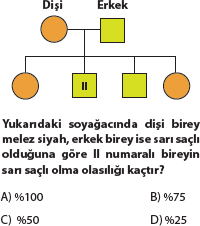 Dişi Erkek
II
Yukarıdaki soyağacında dişi birey
melez siyah, erkek birey ise sarı saçlı
olduğuna göre II numaralı bireyin
sarı saçlı olma olasılığı kaçtır?
A) %100 B) %75
C) %50 D) %25